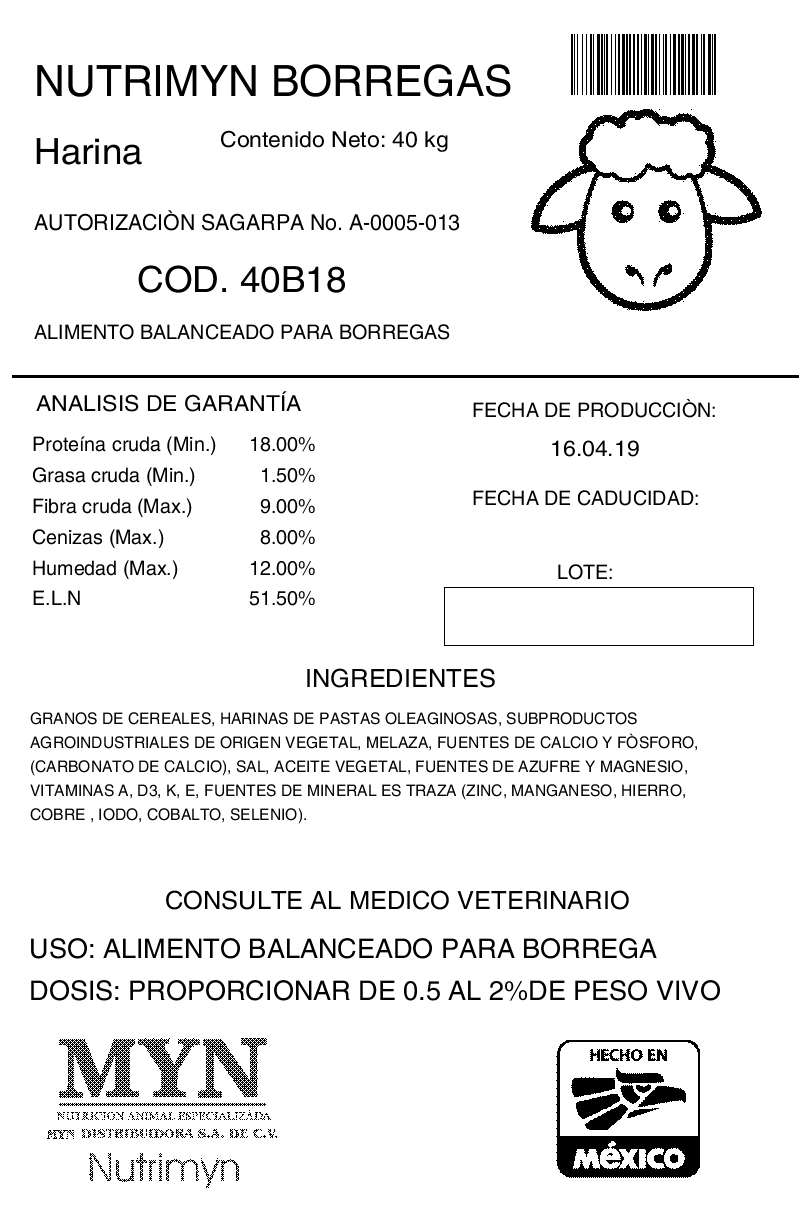 NUTRIMYN BORREGAS
Harina
Contenido Neto: 40 kg
AUTORIZACIÒN SAGARPA No. A-0005-013
COD. 40B18
ALIMENTO BALANCEADO PARA BORREGAS
ANALISIS DE GARANTÍA
Proteína cruda (Min.) 18.00%
Grasa cruda (Min.) 1.50%
Fibra cruda (Max.) 9.00%
Cenizas (Max.) 8.00%
Humedad (Max.) 12.00%
E.L.N 51.50%
FECHA DE PRODUCCIÒN:
16.04.19
FECHA DE CADUCIDAD:
LOTE:
INGREDIENTES
GRANOS DE CEREALES, HARINAS DE PASTAS OLEAGINOSAS, SUBPRODUCTOS
AGROINDUSTRIALES DE ORIGEN VEGETAL, MELAZA, FUENTES DE CALCIO Y FÒSFORO,
(CARBONATO DE CALCIO), SAL, ACEITE VEGETAL, FUENTES DE AZUFRE Y MAGNESIO,
VITAMINAS A, D3, K, E, FUENTES DE MINERAL ES TRAZA (ZINC, MANGANESO, HIERRO,
COBRE , IODO, COBALTO, SELENIO).
CONSULTE AL MEDICO VETERINARIO
USO: ALIMENTO BALANCEADO PARA BORREGA
DOSIS: PROPORCIONAR DE 0.5 AL 2%DE PESO VIVO
MYN
NUTRICION ANIMAL ESPECIALIZADA
MYN DISTRIBUIDORA S.A. DE C.V.
Nutrimyn
HECHO EN
MÉXICO